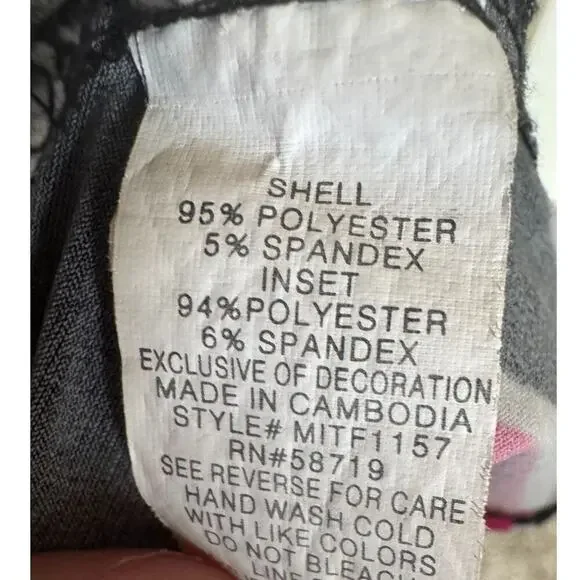 SHELL
95% POLYESTER
5% SPANDEX
INSET
94%POLYESTER
6% SPANDEX
EXCLUSIVE OF DECORATION
MADE IN CAMBODIA
STYLE# MITF1157
RN#58719
SEE REVERSE FOR CARE
HAND WASH COLD
WITH LIKE COLORS
DO NOT BLEACH
LINE